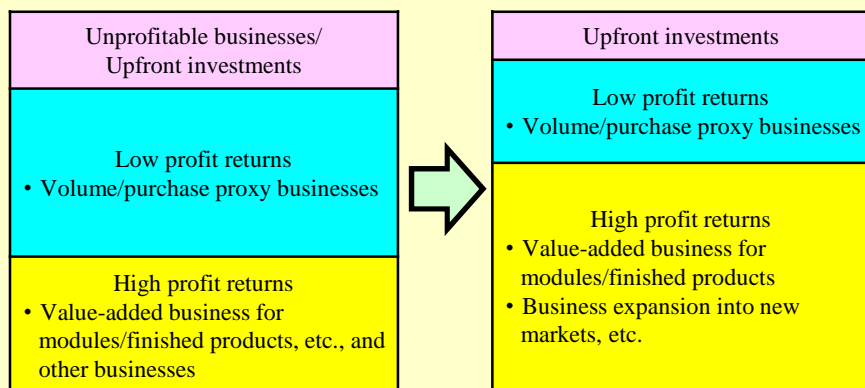 Unprofitable businesses/
Upfront investments
Low profit returns
• Volume/purchase proxy businesses
High profit returns
• Value-added business for
modules/finished products, etc., and
other businesses
Upfront investments
Low profit returns
• Volume/purchase proxy businesses
High profit returns
• Value-added business for
modules/finished products
• Business expansion into new
markets, etc.